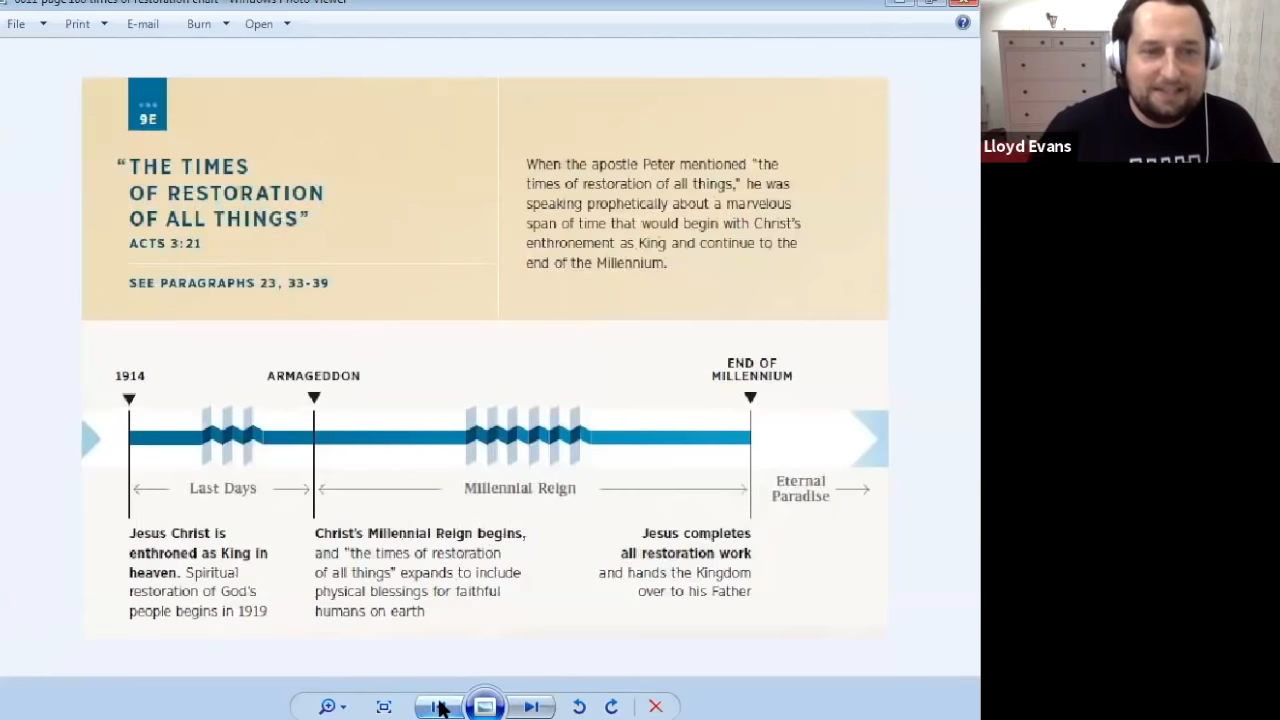 File
Print
E-mail
Burn
Open
9E
"THE TIMES
OF RESTORATION
OF ALL THINGS"
ACTS 3:21
SEE PARAGRAPHS 23, 33-39
When the apostle Peter mentioned "the
times of restoration of all things," he was
speaking prophetically about a marvelous
span of time that would begin with Christ's
enthronement as King and continue to the
end of the Millennium.
1914
ARMAGEDDON
END OF
MILLENNIUM
Last Days
Millennial Reign
Eternal
Paradise
Jesus Christ is
enthroned as King in
heaven. Spiritual
restoration of God's
people begins in 1919
Christ's Millennial Reign begins,
and "the times of restoration
of all things" expands to include
physical blessings for faithful
humans on earth
Jesus completes
all restoration work
and hands the Kingdom
over to his Father
Lloyd Evans